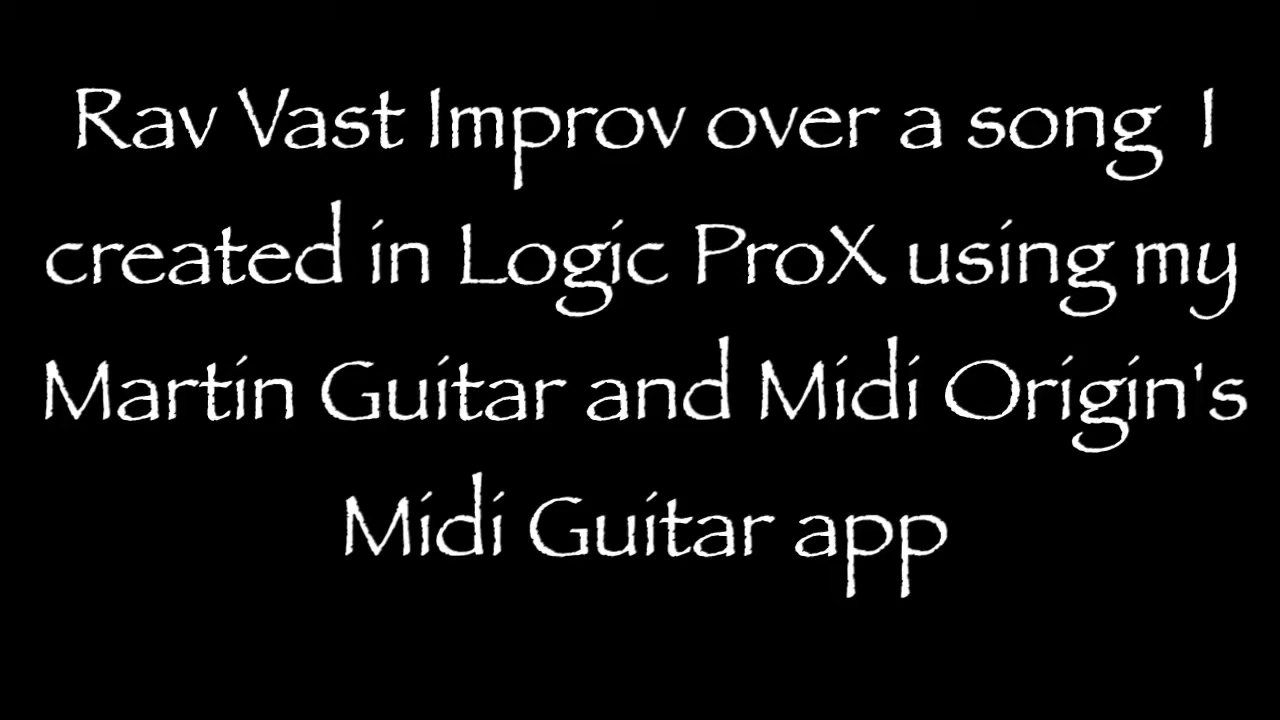 Rav Vast Improv over a song I
created in Logic ProX using my
Martin Guitar and Midi Origin's
Midi Guitar app